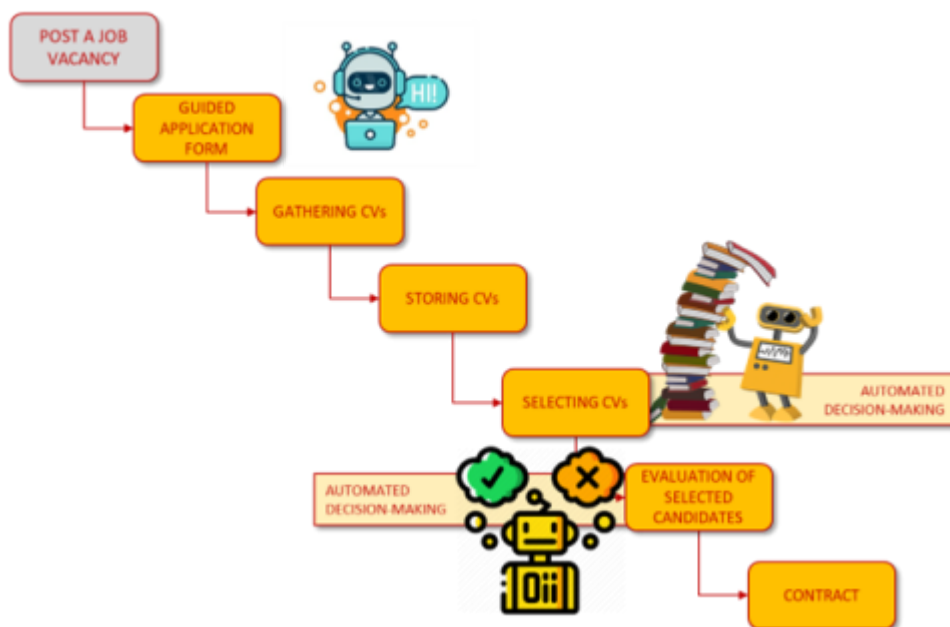 POST A JOB
VACANCY
HI!
GUIDED
APPLICATION
FORM
GATHERING CVs
STORING CVs
SELECTING CVs
AUTOMATED
DECISION-MAKING
AUTOMATED
DECISION-MAKING
EVALUATION OF
SELECTED
CANDIDATES
Oii
CONTRACT